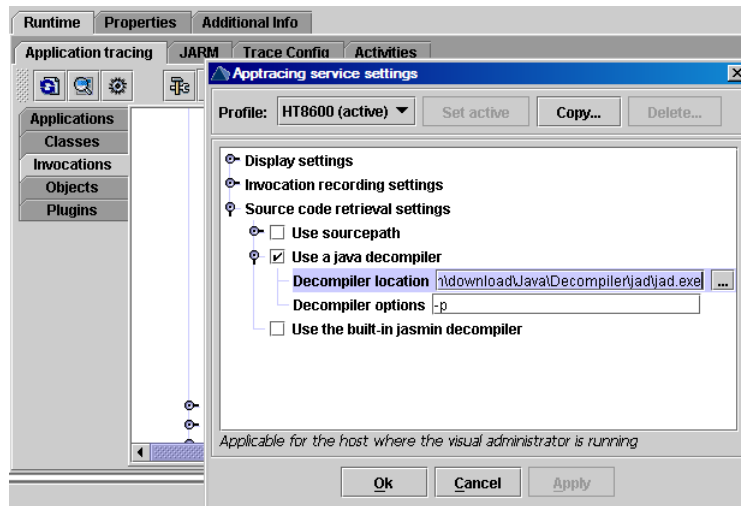 Runtime Properties Additional Info
Application tracing JARM Trace Config Activities
Apptracing service settings
Profile: HT8600 (active) Set active Copy... Delete...
Applications
Classes
Invocations
Objects
Plugins
Display settings
Invocation recording settings
Source code retrieval settings
Use sourcepath
Use a java decompiler
Decompiler location \download\Java\Decompiler\jad\jad.exe ...
Decompiler options -p
Use the built-in jasmin decompiler
Applicable for the host where the visual administrator is running
Ok Cancel Apply